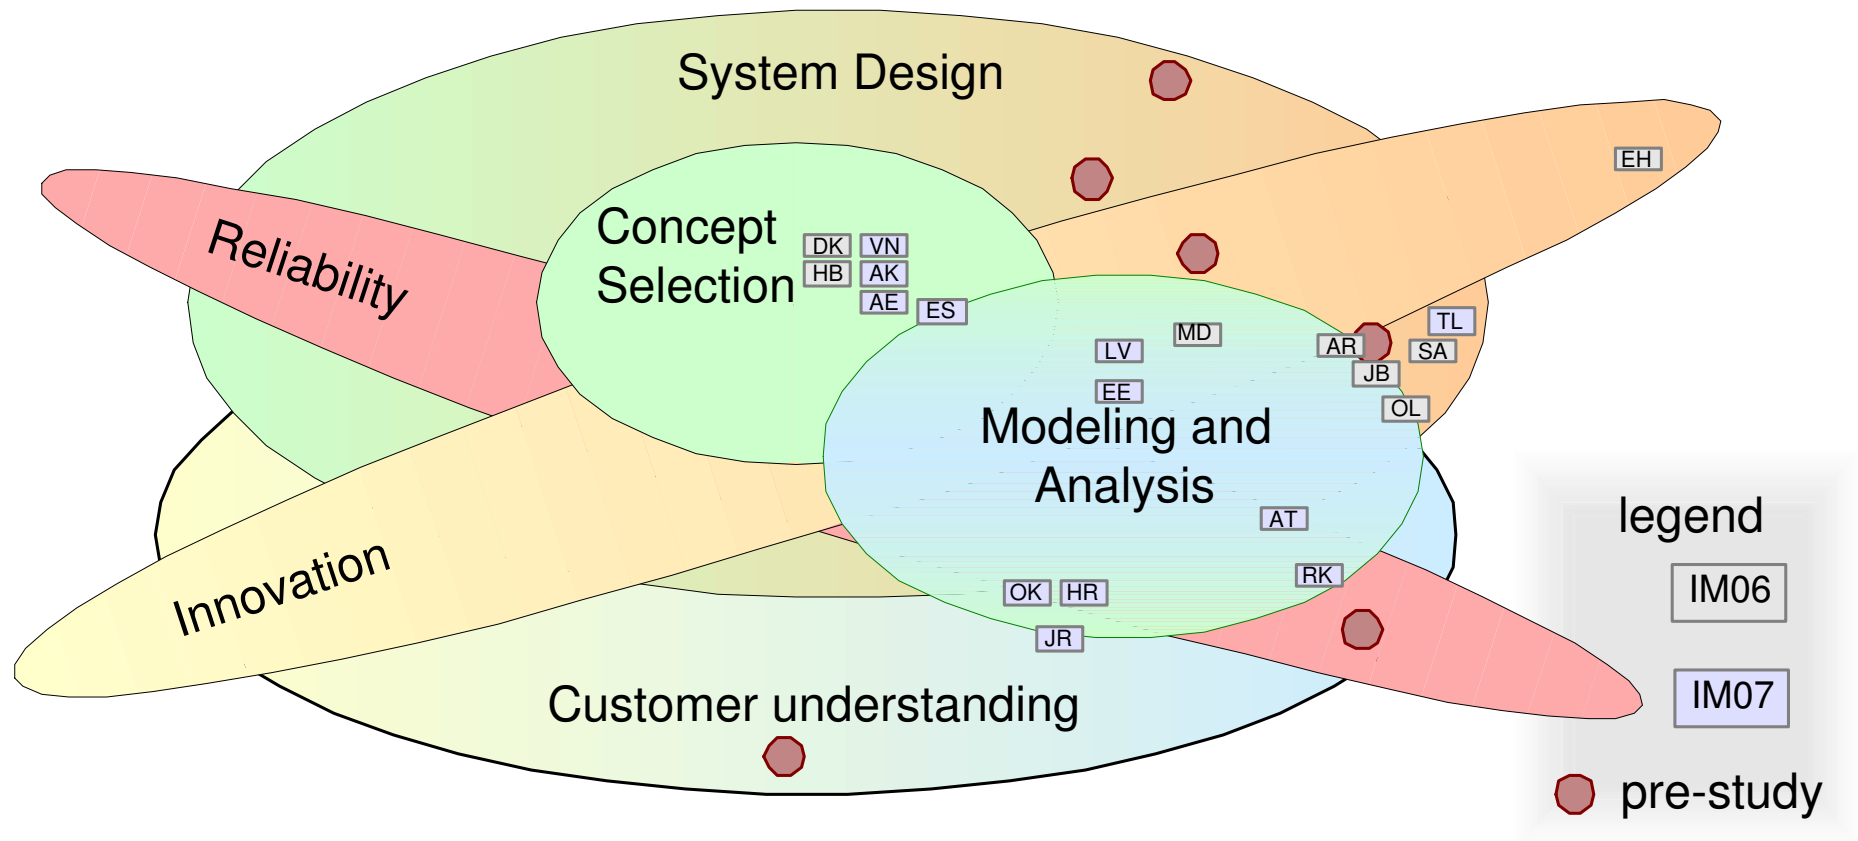 System Design
EH
Concept
Selection
DK
VN
HB
AK
AE
ES
Reliability
MD
LV
EE
AR
TL
SA
JB
OL
Modeling and
Analysis
AT
RK
OK
HR
JR
Innovation
Customer understanding
legend
IM06
IM07
pre-study